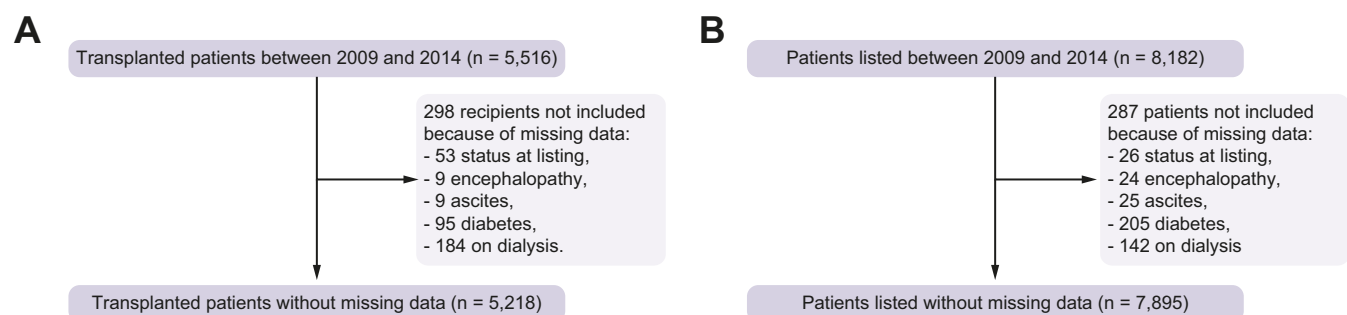 A
Transplanted patients between 2009 and 2014 (n = 5,516)
298 recipients not included
because of missing data:
- 53 status at listing,
- 9 encephalopathy,
- 9 ascites,
- 95 diabetes,
- 184 on dialysis.
Transplanted patients without missing data (n = 5,218)
B
Patients listed between 2009 and 2014 (n = 8,182)
287 patients not included
because of missing data:
- 26 status at listing,
- 24 encephalopathy,
- 25 ascites,
- 205 diabetes,
- 142 on dialysis
Patients listed without missing data (n = 7,895)